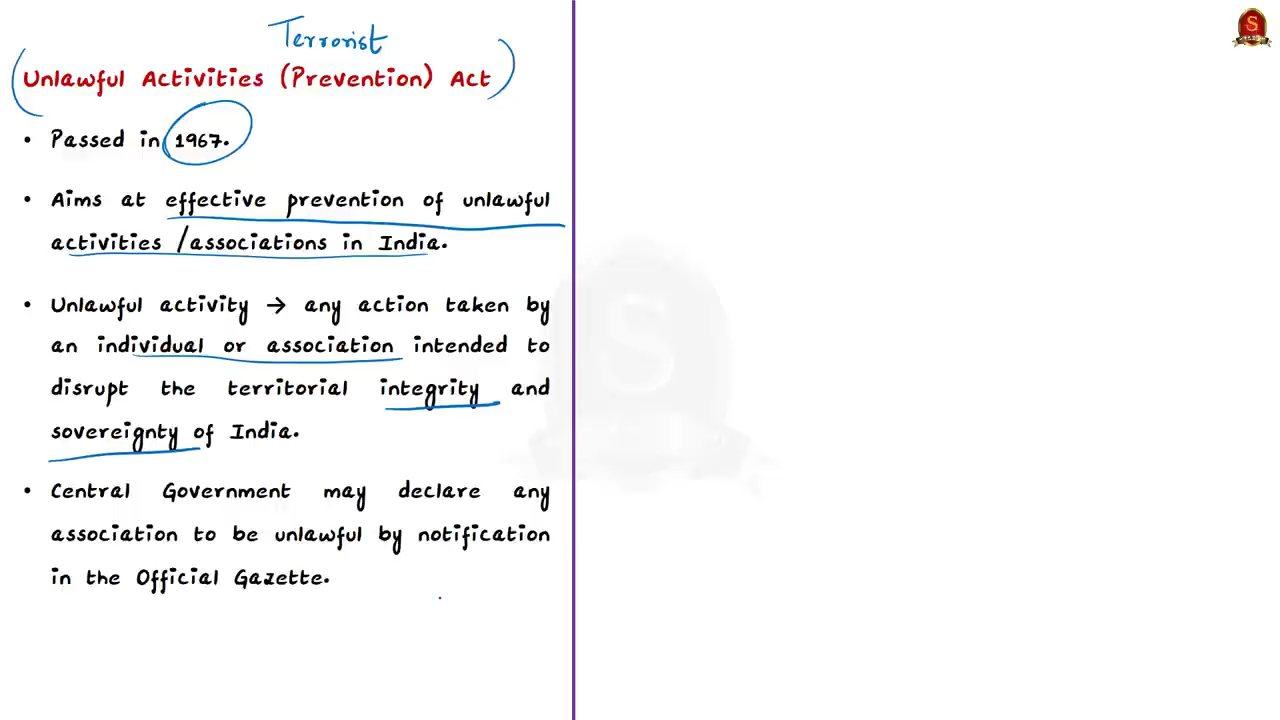 Terrorist
Unlawful Activities (Prevention) Act
• Passed in 1967.
• Aims at effective prevention of unlawful
activities /associations in India.
• Unlawful activity → any action taken by
an individual or association intended to
disrupt the territorial integrity and
sovereignty of India.
• Central Government may declare any
association to be unlawful by notification
in the Official Gazette.
S
S